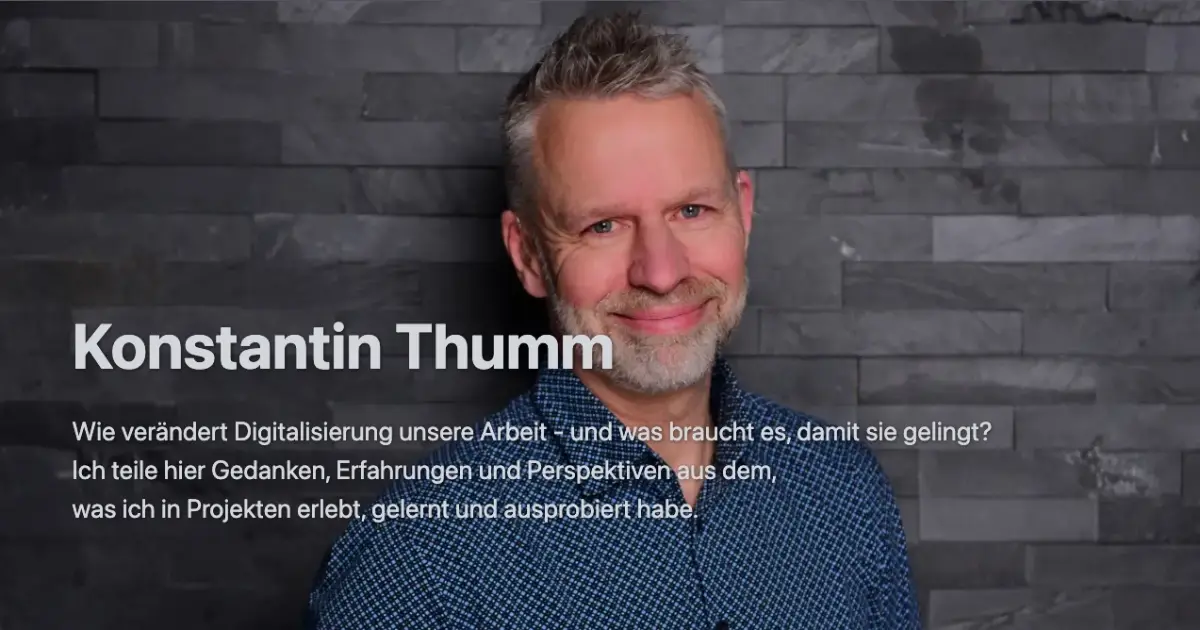 Konstantin Thumm
Wie verändert Digitalisierung unsere Arbeit - und was braucht es, damit sie gelingt?
Ich teile hier Gedanken, Erfahrungen und Perspektiven aus dem,
was ich in Projekten erlebt, gelernt und ausprobiert habe.